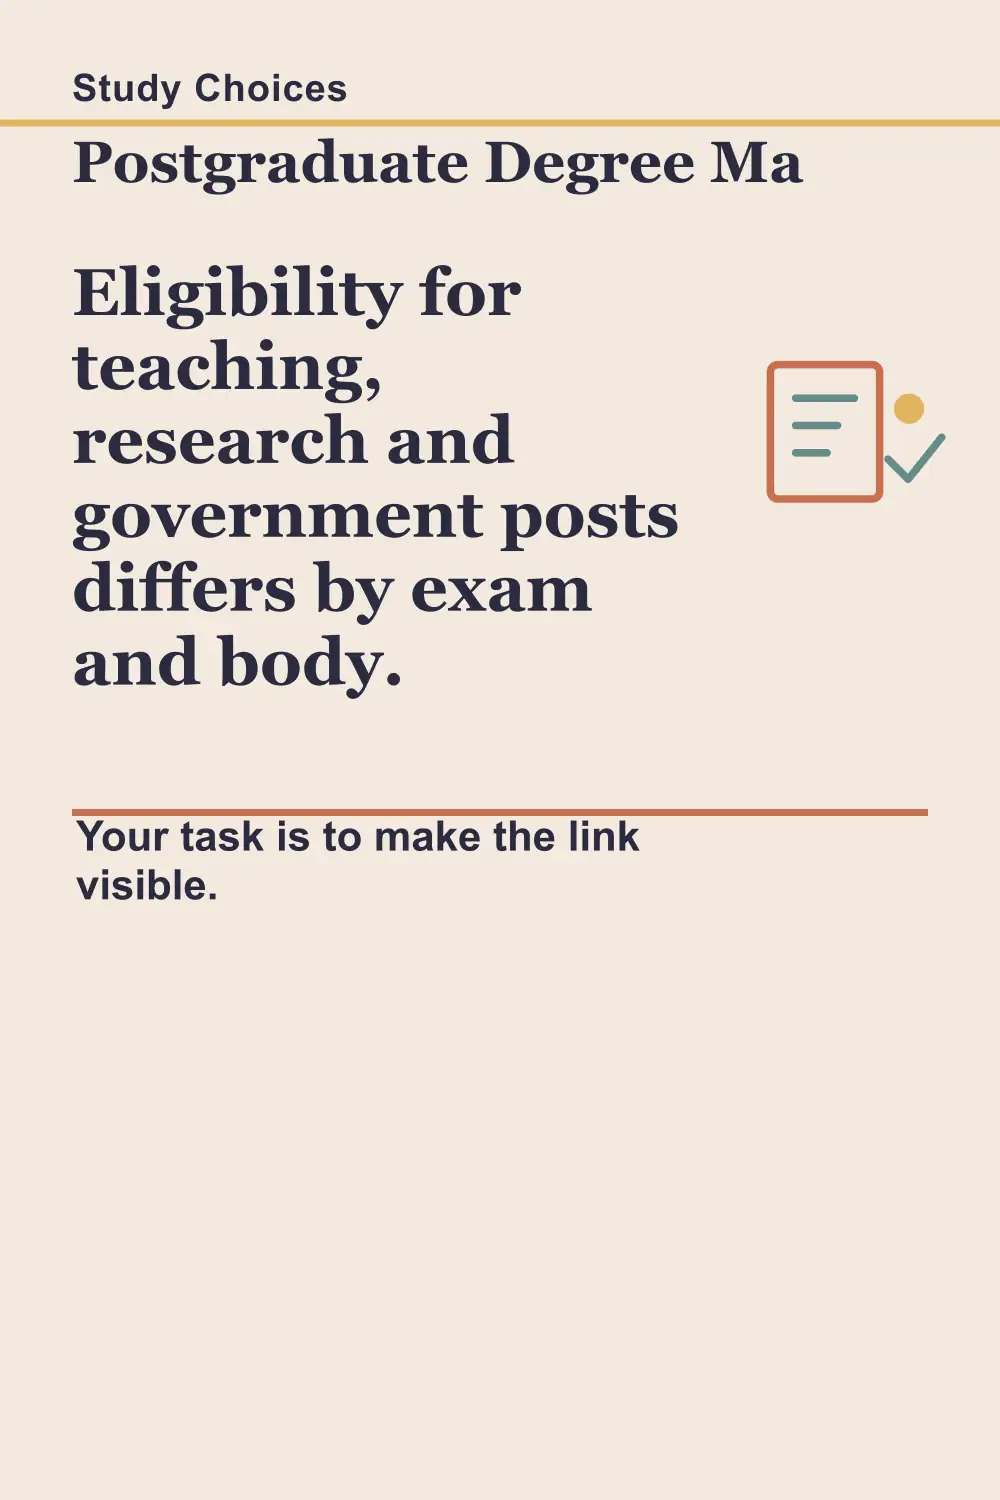 Study Choices
Postgraduate Degree Ma
Eligibility for
teaching,
research and
government posts
differs by exam
and body.
Your task is to make the link
visible.